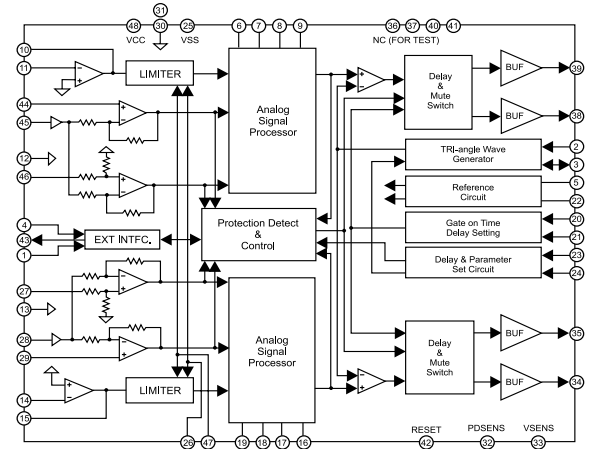 31
48 30 25 6 7 8 9 36 37 40 41
VCC VSS NC (FOR TEST)
10
11
LIMITER
BUF
39
Delay
&
Mute
Switch
44
45
Analog
Signal
Processor
BUF
38
12
TRI-angle Wave
Generator
2
3
46
Reference
Circuit
5
22
4
43
1
EXT INTFC.
Protection Detect
&
Control
Gate on Time
Delay Setting
20
21
Delay & Parameter
Set Circuit
23
24
27
13
28
29
Analog
Signal
Processor
Delay
&
Mute
Switch
BUF
35
BUF
34
14
15
LIMITER
26 47 19 18 17 16
RESET PDSENS VSENS
42 32 33